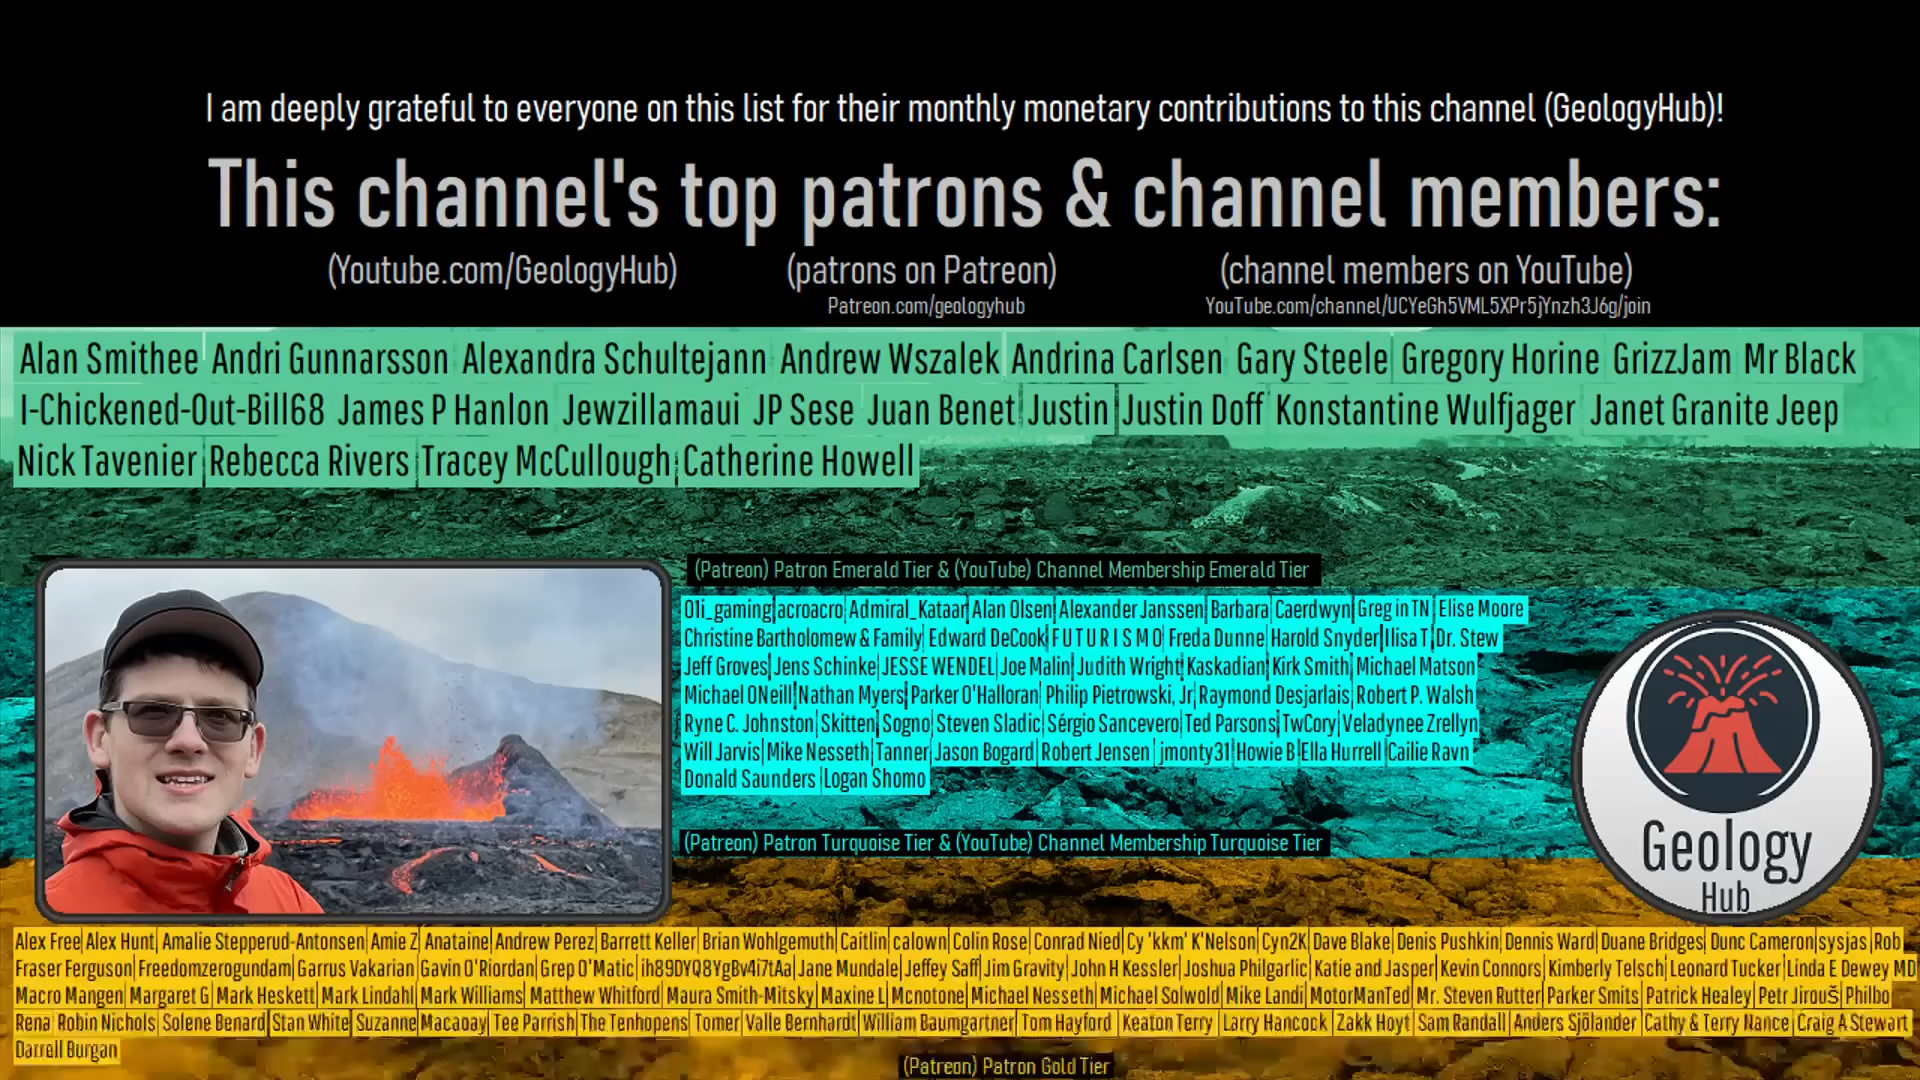 I am deeply grateful to everyone on this list for their monthly monetary contributions to this channel (GeologyHub)!
This channel's top patrons & channel members:
(Youtube.com/GeologyHub) (patrons on Patreon) (channel members on YouTube)
Patreon.com/geologyhub YouTube.com/channel/UCYeGh5VML5XPr5jYnzh3J6g/join
Alan Smithee Andri Gunnarsson Alexandra Schultejann Andrew Wszalek Andrina Carlsen Gary Steele Gregory Horine GrizzJam Mr Black
I-Chickened-Out-Bill68 James P Hanlon Jewzillamaui JP Sese Juan Benet Justin Justin Doff Konstantine Wulfjager Janet Granite Jeep
Nick Tavenier Rebecca Rivers Tracey McCullough Catherine Howell
(Patreon) Patron Emerald Tier & (YouTube) Channel Membership Emerald Tier
01i_gaming acroacro Admiral_Kataar Alan Olsen Alexander Janssen Barbara Caerdwyn Greg in TN Elise Moore
Christine Bartholomew & Family Edward DeCook F U T U R I S M O Freda Dunne Harold Snyder Ilisa T Dr. Stew
Jeff Groves Jens Schinke JESSE WENDEL Joe Malin Judith Wright Kaskadian Kirk Smith Michael Matson
Michael ONeill Nathan Myers Parker O'Halloran Philip Pietrowski, Jr Raymond Desjarlais Robert P. Walsh
Ryne C. Johnston Skitten Sogno Steven Sladic Sérgio Sancevero Ted Parsons TwCory Veladynee Zrellyn
Will Jarvis Mike Nesseth Tanner Jason Bogard Robert Jensen jmonty31 Howie B Ella Hurrell Cailie Ravn
Donald Saunders Logan Shomo
(Patreon) Patron Turquoise Tier & (YouTube) Channel Membership Turquoise Tier
Geology
Hub
Alex Free Alex Hunt Amalie Stepperud-Antonsen Amie Z Anataine Andrew Perez Barrett Keller Brian Wohlgemuth Caitlin calown Colin Rose Conrad Nied Cy 'kkm' K'Nelson Cyn2K Dave Blake Denis Pushkin Dennis Ward Duane Bridges Dunc Cameron sysjas Rob
Fraser Ferguson Freedomzerogundam Garrus Vakarian Gavin O'Riordan Grep O'Matic ih89DYQ8YgBv4i7tAa Jane Mundale Jeffey Saff Jim Gravity John H Kessler Joshua Philgarlic Katie and Jasper Kevin Connors Kimberly Telsch Leonard Tucker Linda E Dewey MD
Macro Mangen Margaret G Mark Heskett Mark Lindahl Mark Williams Matthew Whitford Maura Smith-Mitsky Maxine L Mcnotone Michael Nesseth Michael Solwold Mike Landi MotorManTed Mr. Steven Rutter Parker Smits Patrick Healey Petr Jirouš Philbo
Rena Robin Nichols Solene Benard Stan White Suzanne Macaoay Tee Parrish The Tenhopens Tomer Valle Bernhardt William Baumgartner Tom Hayford Keaton Terry Larry Hancock Zakk Hoyt Sam Randall Anders Sjölander Cathy & Terry Nance Craig A Stewart
Darrell Burgan
(Patreon) Patron Gold Tier